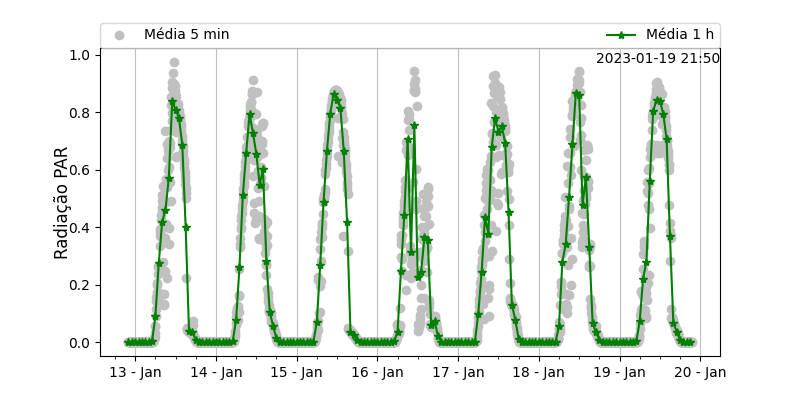 Média 5 min
Média 1 h
2023-01-19 21:50
1.0
0.8
0.6
0.4
0.2
0.0
Radiação PAR
13 - Jan
14 - Jan
15 - Jan
16 - Jan
17 - Jan
18 - Jan
19 - Jan
20 - Jan